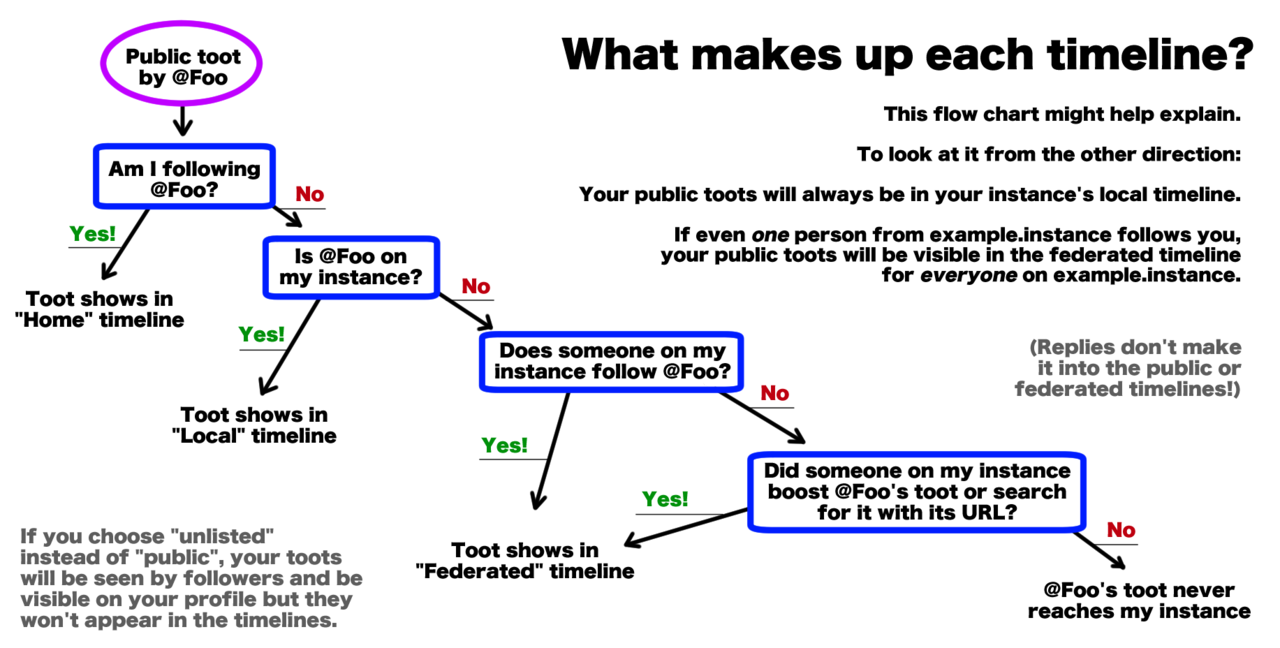 What makes up each timeline?
This flow chart might help explain.
To look at it from the other direction:
Your public toots will always be in your instance's local timeline.
If even one person from example.instance follows you,
your public toots will be visible in the federated timeline
for everyone on example.instance.
(Replies don't make
it into the public or
federated timelines!)
Public toot
by @Foo
Am I following
@Foo?
No
Yes!
Toot shows in
"Home" timeline
Is @Foo on
my instance?
No
Yes!
Toot shows in
"Local" timeline
Does someone on my
instance follow @Foo?
No
Yes!
Did someone on my instance
boost @Foo's toot or search
for it with its URL?
Yes!
No
Toot shows in
"Federated" timeline
@Foo's toot never
reaches my instance
If you choose "unlisted"
instead of "public", your toots
will be seen by followers and be
visible on your profile but they
won't appear in the timelines.